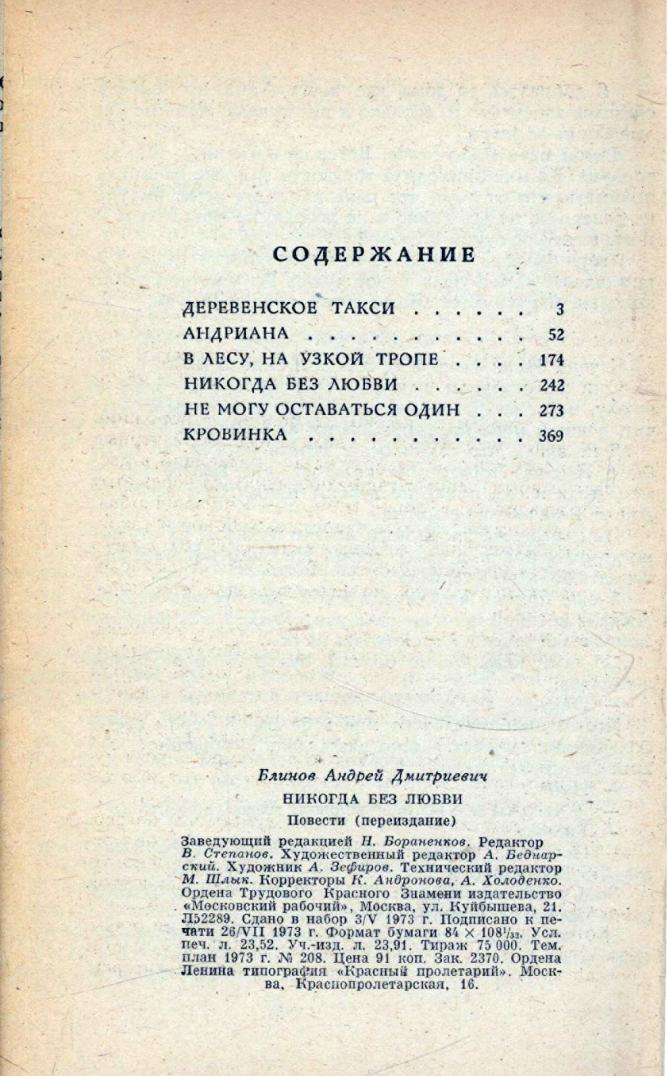 СОДЕРЖАНИЕ
ДЕРЕВЕНСКОЕ ТАКСИ . . . . . . 3
АНДРИАНА . . . . . . . . . . . 52
В ЛЕСУ, НА УЗКОЙ ТРОПЕ . . . . 174
НИКОГДА БЕЗ ЛЮБВИ . . . . . . 242
НЕ МОГУ ОСТАВАТЬСЯ ОДИН . . . 273
КРОВИНКА . . . . . . . . . . . 369
Блинов Андрей Дмитриевич
НИКОГДА БЕЗ ЛЮБВИ
Повести (переиздание)
Заведующий редакцией Н. Бораненков. Редактор
В. Степанов. Художественный редактор А. Беднар-
ский. Художник А. Зефиров. Технический редактор
М. Шлык. Корректоры К. Андронова, А. Холоденко.
Ордена Трудового Красного Знамени издательство
«Московский рабочий», Москва, ул. Куйбышева, 21.
Л52289. Сдано в набор 3/V 1973 г. Подписано к пе-
чати 26/VII 1973 г. Формат бумаги 84 × 108¹/₃₂. Усл.
печ. л. 23,52. Уч.-изд. л. 23,91. Тираж 75 000. Тем.
план 1973 г. № 208. Цена 91 коп. Зак. 2370. Ордена
Ленина типография «Красный пролетарий». Моск-
ва, Краснопролетарская, 16.